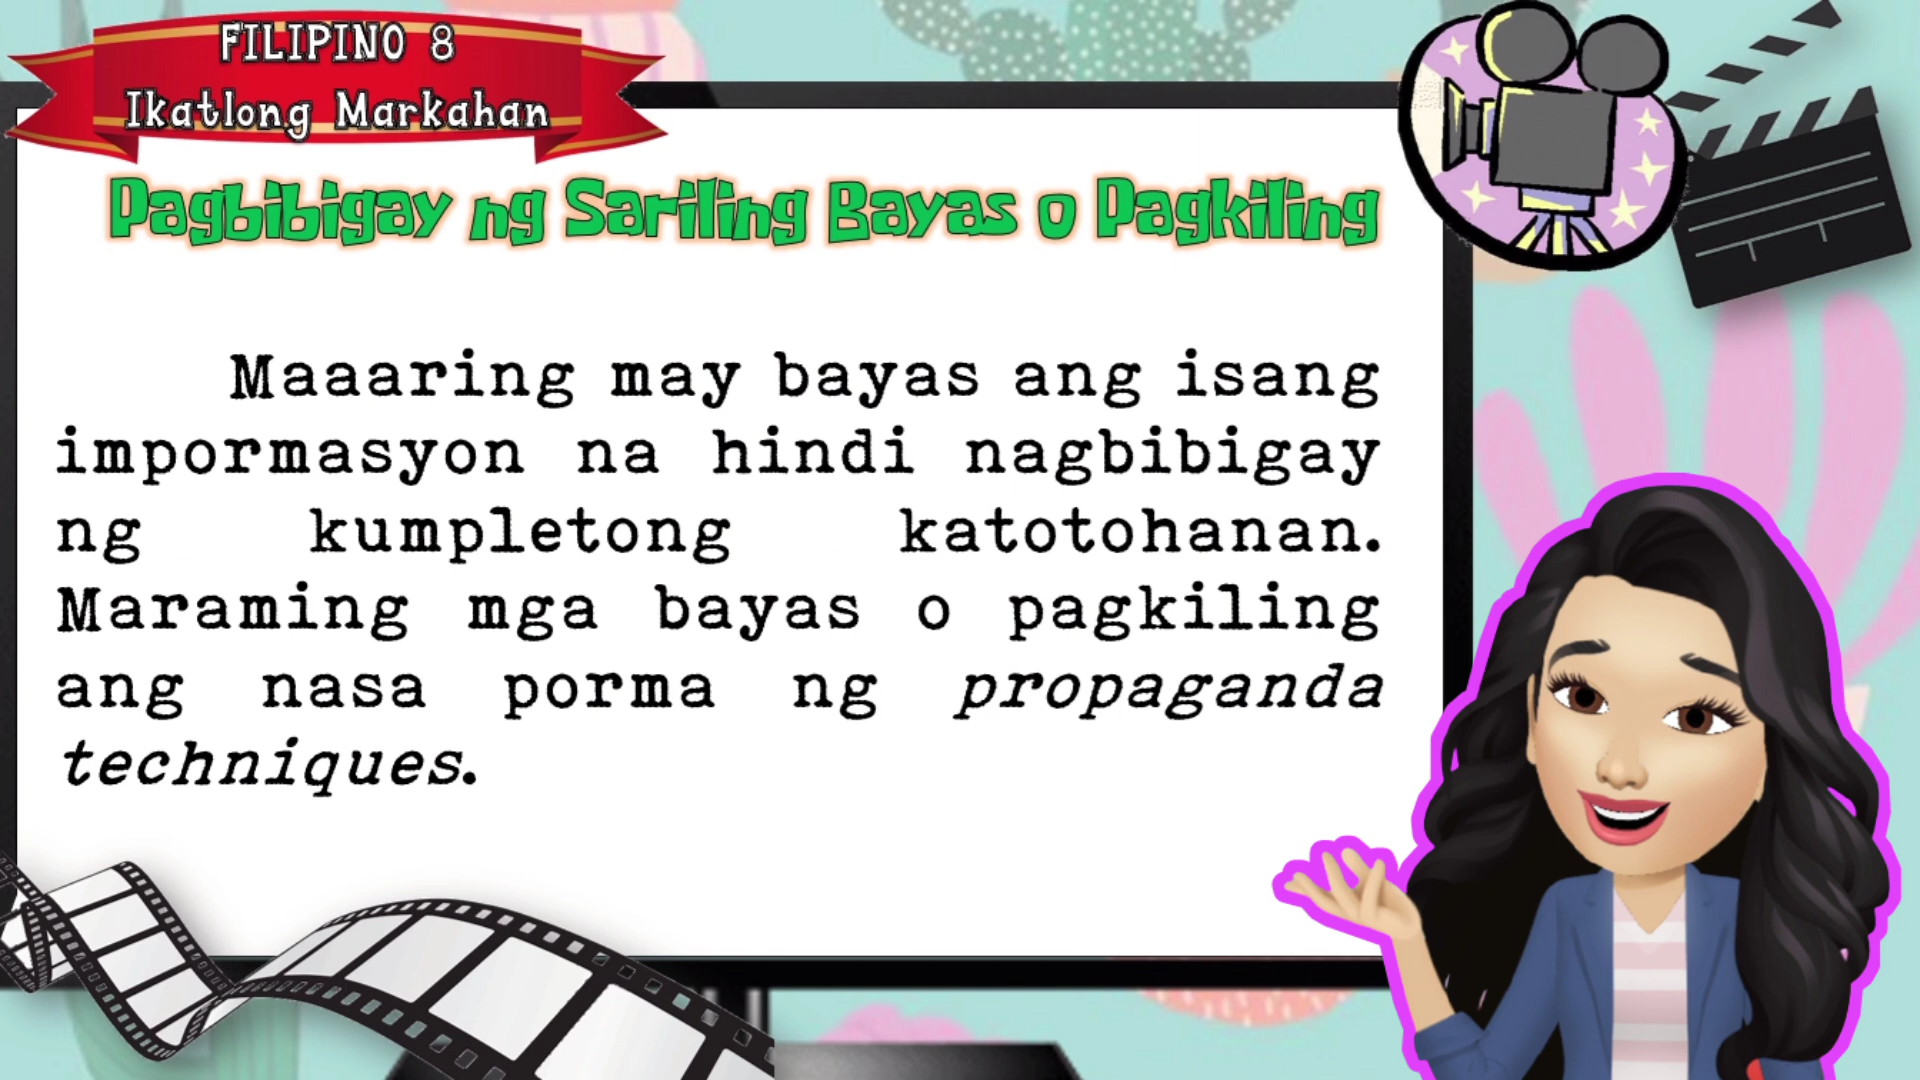 FILIPINO 8
Ikatlong Markahan
Pagbibigay ng Sariling Bayas o Pagkiling
Maaaring may bayas ang isang
impormasyon na hindi nagbibigay
ng kumpletong katotohanan.
Maraming mga bayas o pagkiling
ang nasa porma ng propaganda
techniques.